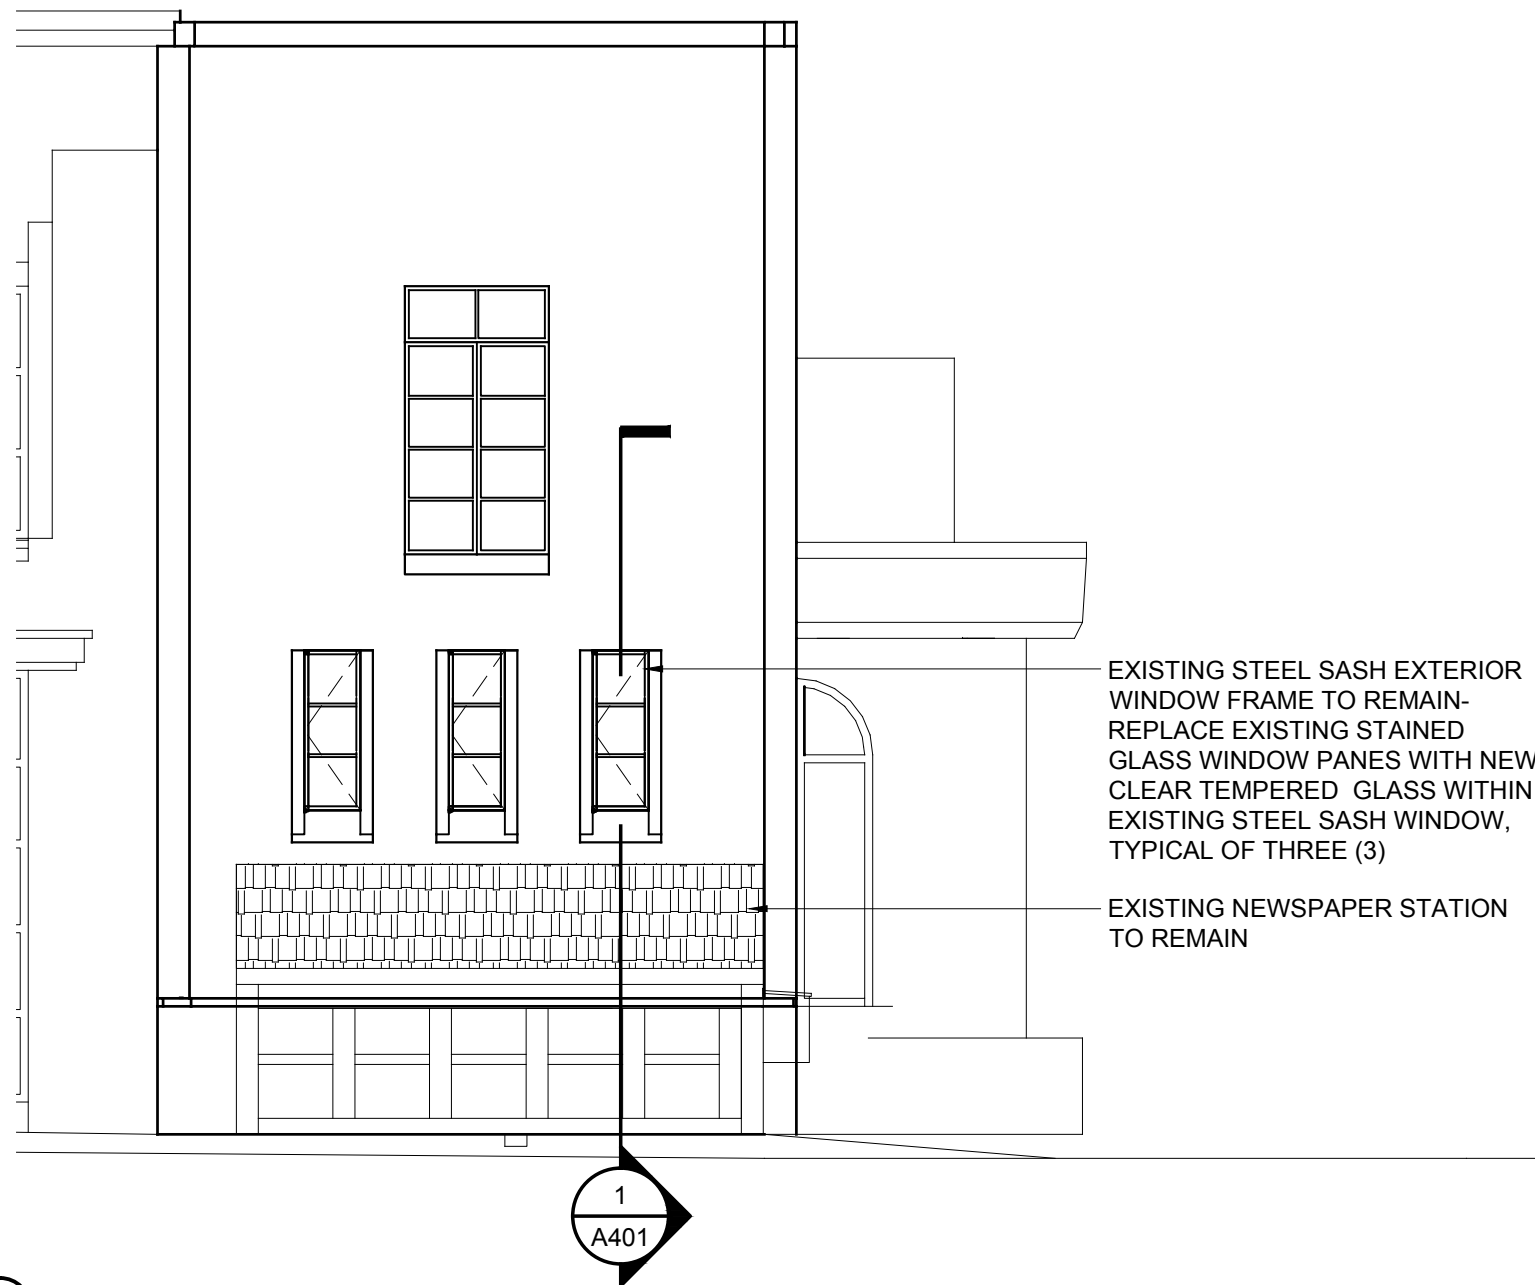 EXISTING STEEL SASH EXTERIOR
WINDOW FRAME TO REMAIN-
REPLACE EXISTING STAINED
GLASS WINDOW PANES WITH NEW
CLEAR TEMPERED GLASS WITHIN
EXISTING STEEL SASH WINDOW,
TYPICAL OF THREE (3)
EXISTING NEWSPAPER STATION
TO REMAIN
1
A401